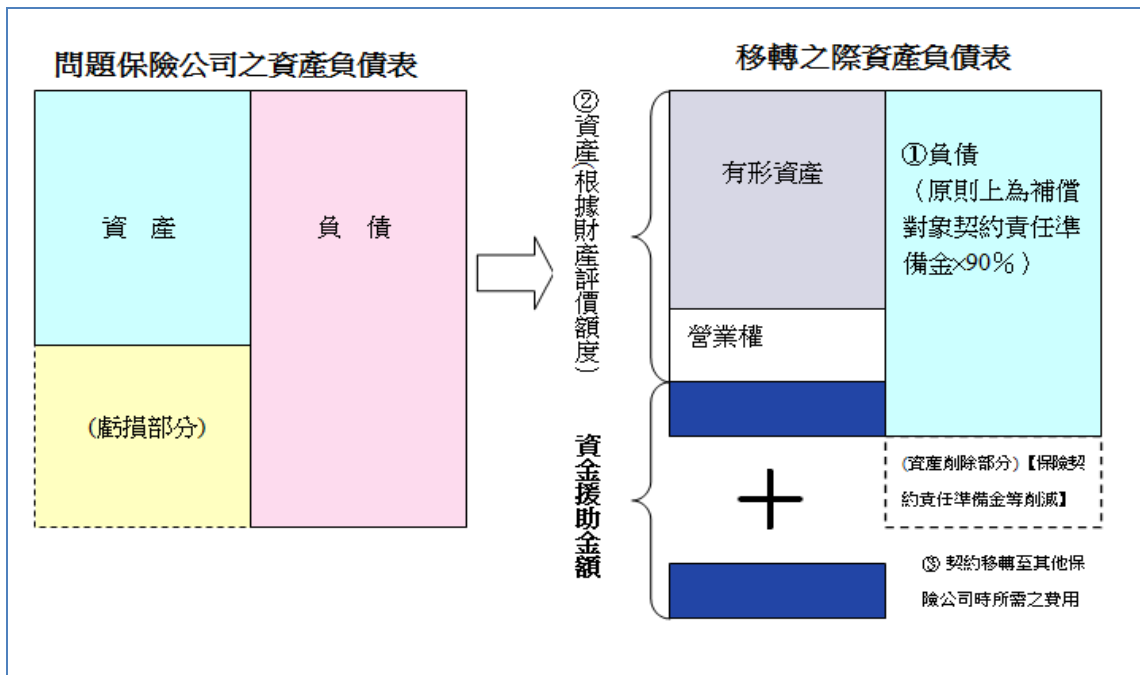 問題保險公司之資產負債表
資 產
負 債
(虧損部分)
移轉之際資產負債表
②資產(根據財產評價額度)
有形資產
營業權
①負債
（原則上為補償
對象契約責任準
備金×90%）
資金援助金額
(資產削除部分)【保險契
約責任準備金等削減】
③ 契約移轉至其他保
險公司時所需之費用